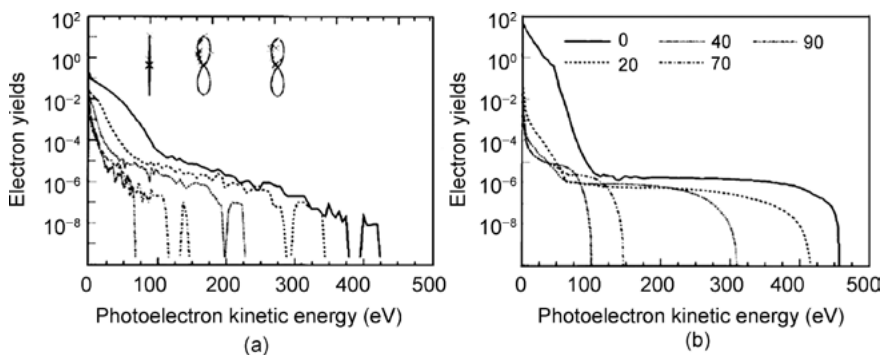 10²
10⁰
10⁻²
10⁻⁴
10⁻⁶
10⁻⁸
Electron yields
0 100 200 300 400 500
Photoelectron kinetic energy (eV)
(a)
10²
10⁰
10⁻²
10⁻⁴
10⁻⁶
10⁻⁸
Electron yields
0 40 90
20 70
0 100 200 300 400 500
Photoelectron kinetic energy (eV)
(b)